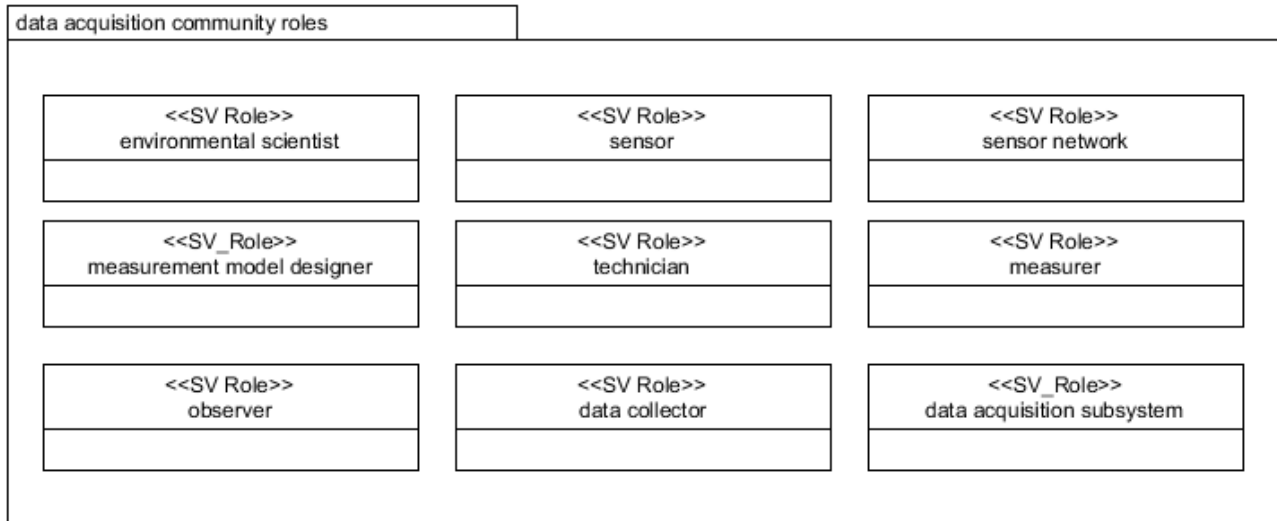 data acquisition community roles
<<SV Role>>
environmental scientist
<<SV Role>>
sensor
<<SV Role>>
sensor network
<<SV_Role>>
measurement model designer
<<SV Role>>
technician
<<SV Role>>
measurer
<<SV Role>>
observer
<<SV Role>>
data collector
<<SV_Role>>
data acquisition subsystem